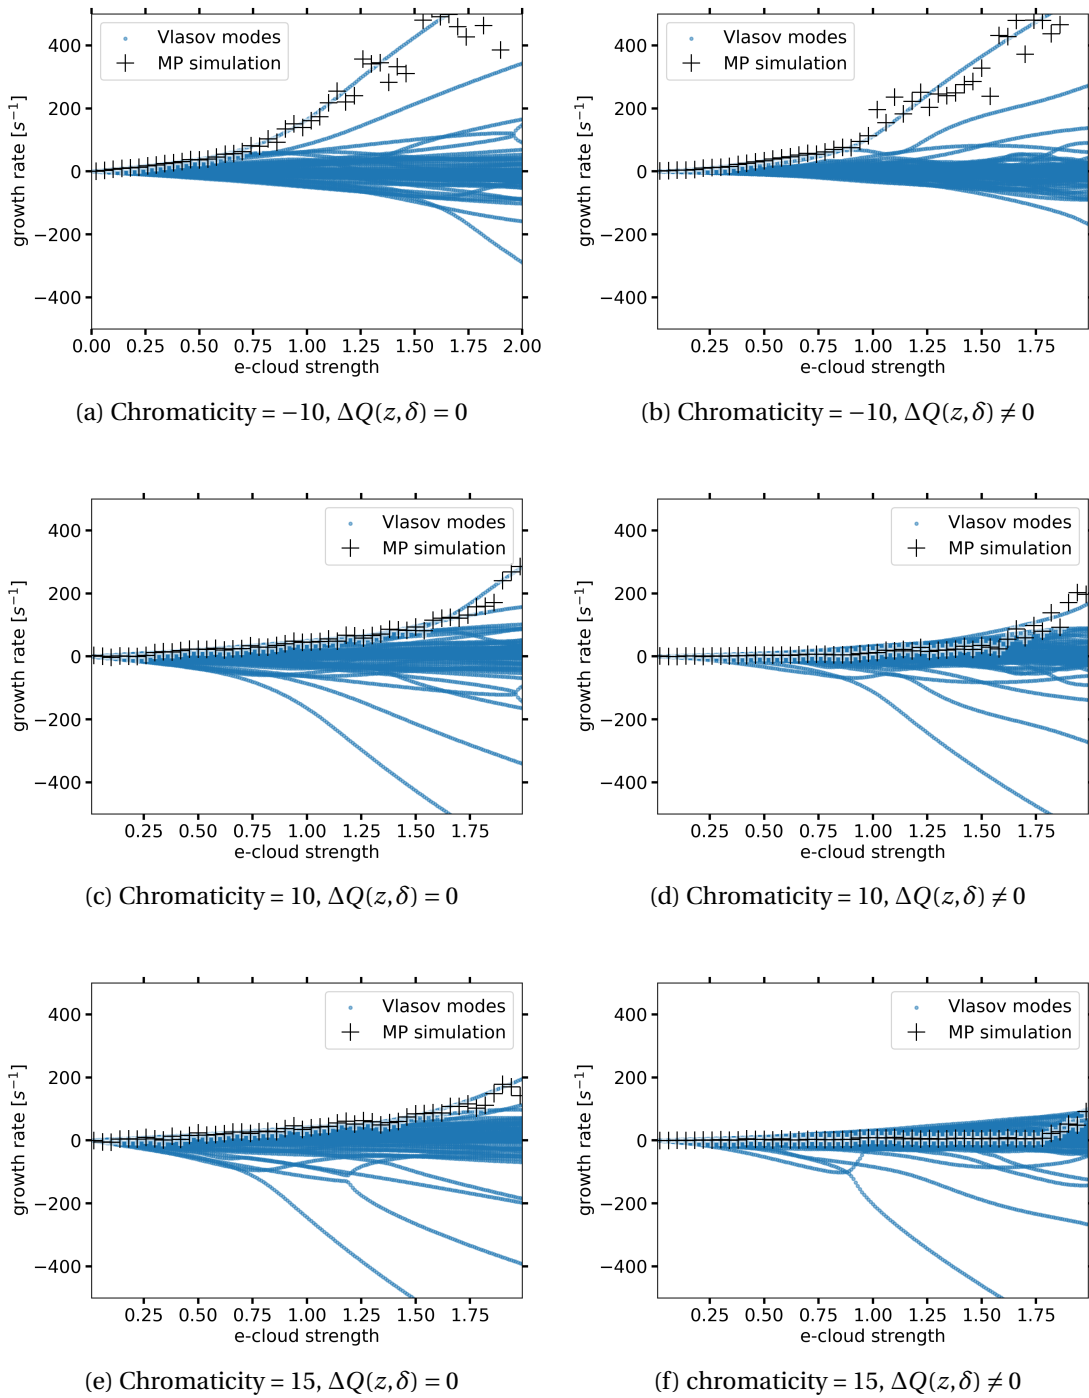 400
200
0
−200
−400
growth rate [s⁻¹]
Vlasov modes
MP simulation
0.00 0.25 0.50 0.75 1.00 1.25 1.50 1.75 2.00
e-cloud strength
(a) Chromaticity = −10, ΔQ(z,δ) = 0
400
200
0
−200
−400
growth rate [s⁻¹]
Vlasov modes
MP simulation
0.25 0.50 0.75 1.00 1.25 1.50 1.75
e-cloud strength
(b) Chromaticity = −10, ΔQ(z,δ) ≠ 0
400
200
0
−200
−400
growth rate [s⁻¹]
Vlasov modes
MP simulation
0.25 0.50 0.75 1.00 1.25 1.50 1.75
e-cloud strength
(c) Chromaticity = 10, ΔQ(z,δ) = 0
400
200
0
−200
−400
growth rate [s⁻¹]
Vlasov modes
MP simulation
0.25 0.50 0.75 1.00 1.25 1.50 1.75
e-cloud strength
(d) Chromaticity = 10, ΔQ(z,δ) ≠ 0
400
200
0
−200
−400
growth rate [s⁻¹]
Vlasov modes
MP simulation
0.25 0.50 0.75 1.00 1.25 1.50 1.75
e-cloud strength
(e) Chromaticity = 15, ΔQ(z,δ) = 0
400
200
0
−200
−400
growth rate [s⁻¹]
Vlasov modes
MP simulation
0.25 0.50 0.75 1.00 1.25 1.50 1.75
e-cloud strength
(f) chromaticity = 15, ΔQ(z,δ) ≠ 0